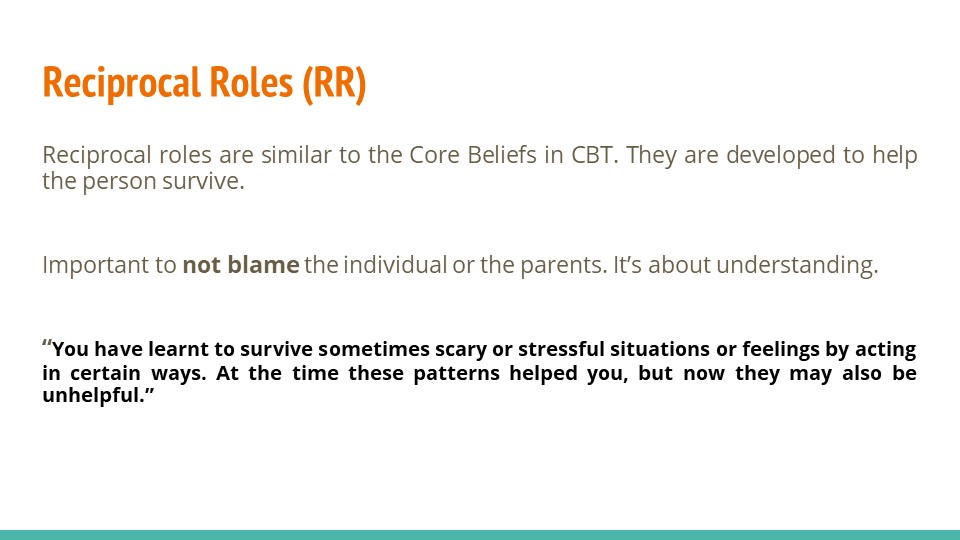 Reciprocal Roles (RR)
Reciprocal roles are similar to the Core Beliefs in CBT. They are developed to help
the person survive.
Important to not blame the individual or the parents. It’s about understanding.
“You have learnt to survive sometimes scary or stressful situations or feelings by acting
in certain ways. At the time these patterns helped you, but now they may also be
unhelpful.”